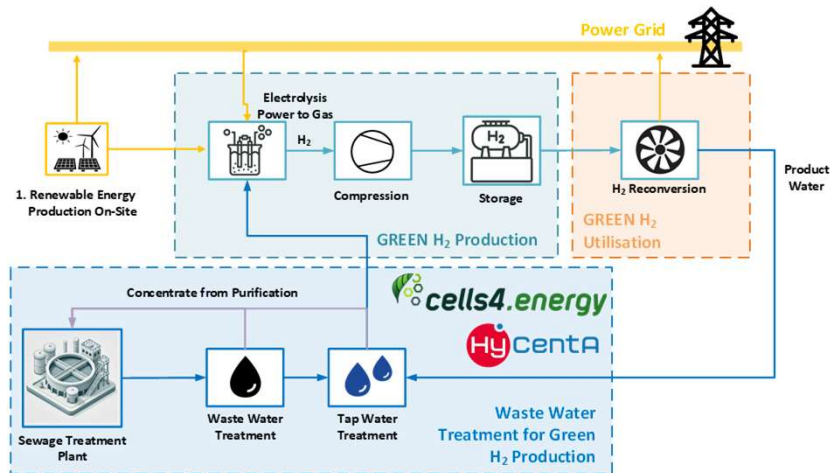 Power Grid
Electrolysis
Power to Gas
H₂
H₂
1. Renewable Energy
Production On-Site
Compression
Storage
H₂ Reconversion
Product
Water
GREEN H₂ Production
GREEN H₂
Utilisation
Concentrate from Purification
cells4.energy
HyCentA
Sewage Treatment
Plant
Waste Water
Treatment
Tap Water
Treatment
Waste Water
Treatment for Green
H₂ Production